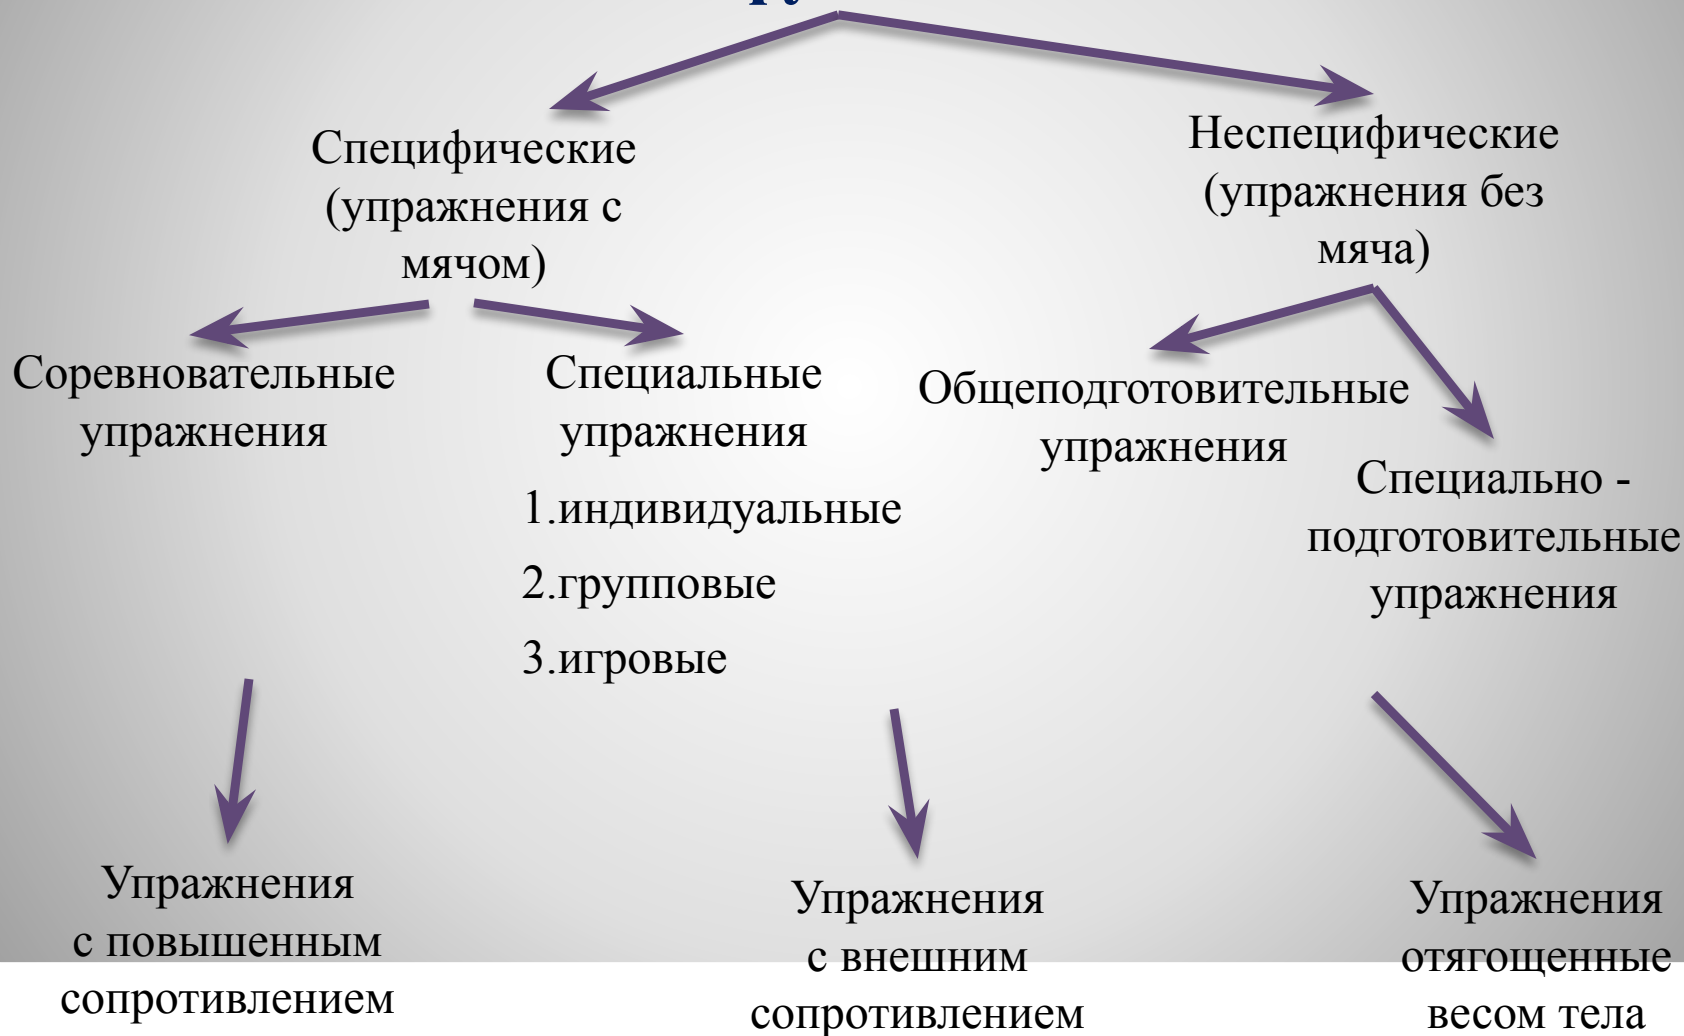 Специфические
(упражнения с
мячом)
Неспецифические
(упражнения без
мяча)
Соревновательные
упражнения
Специальные
упражнения
1.индивидуальные
2.групповые
3.игровые
Общеподготовительные
упражнения
Специально -
подготовительные
упражнения
Упражнения
с повышенным
сопротивлением
Упражнения
с внешним
сопротивлением
Упражнения
отягощенные
весом тела